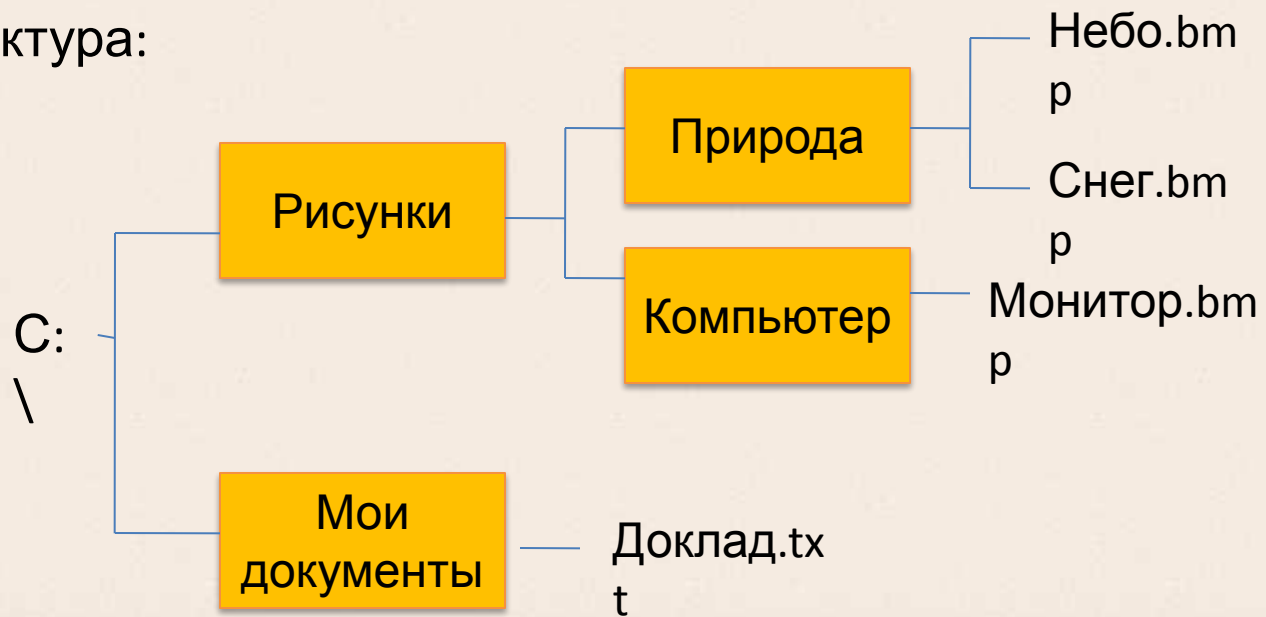 ктура:
Небо.bm
p
Природа
Снег.bm
p
Рисунки
Компьютер
Монитор.bm
p
C:
\
Мои
документы
Доклад.tx
t